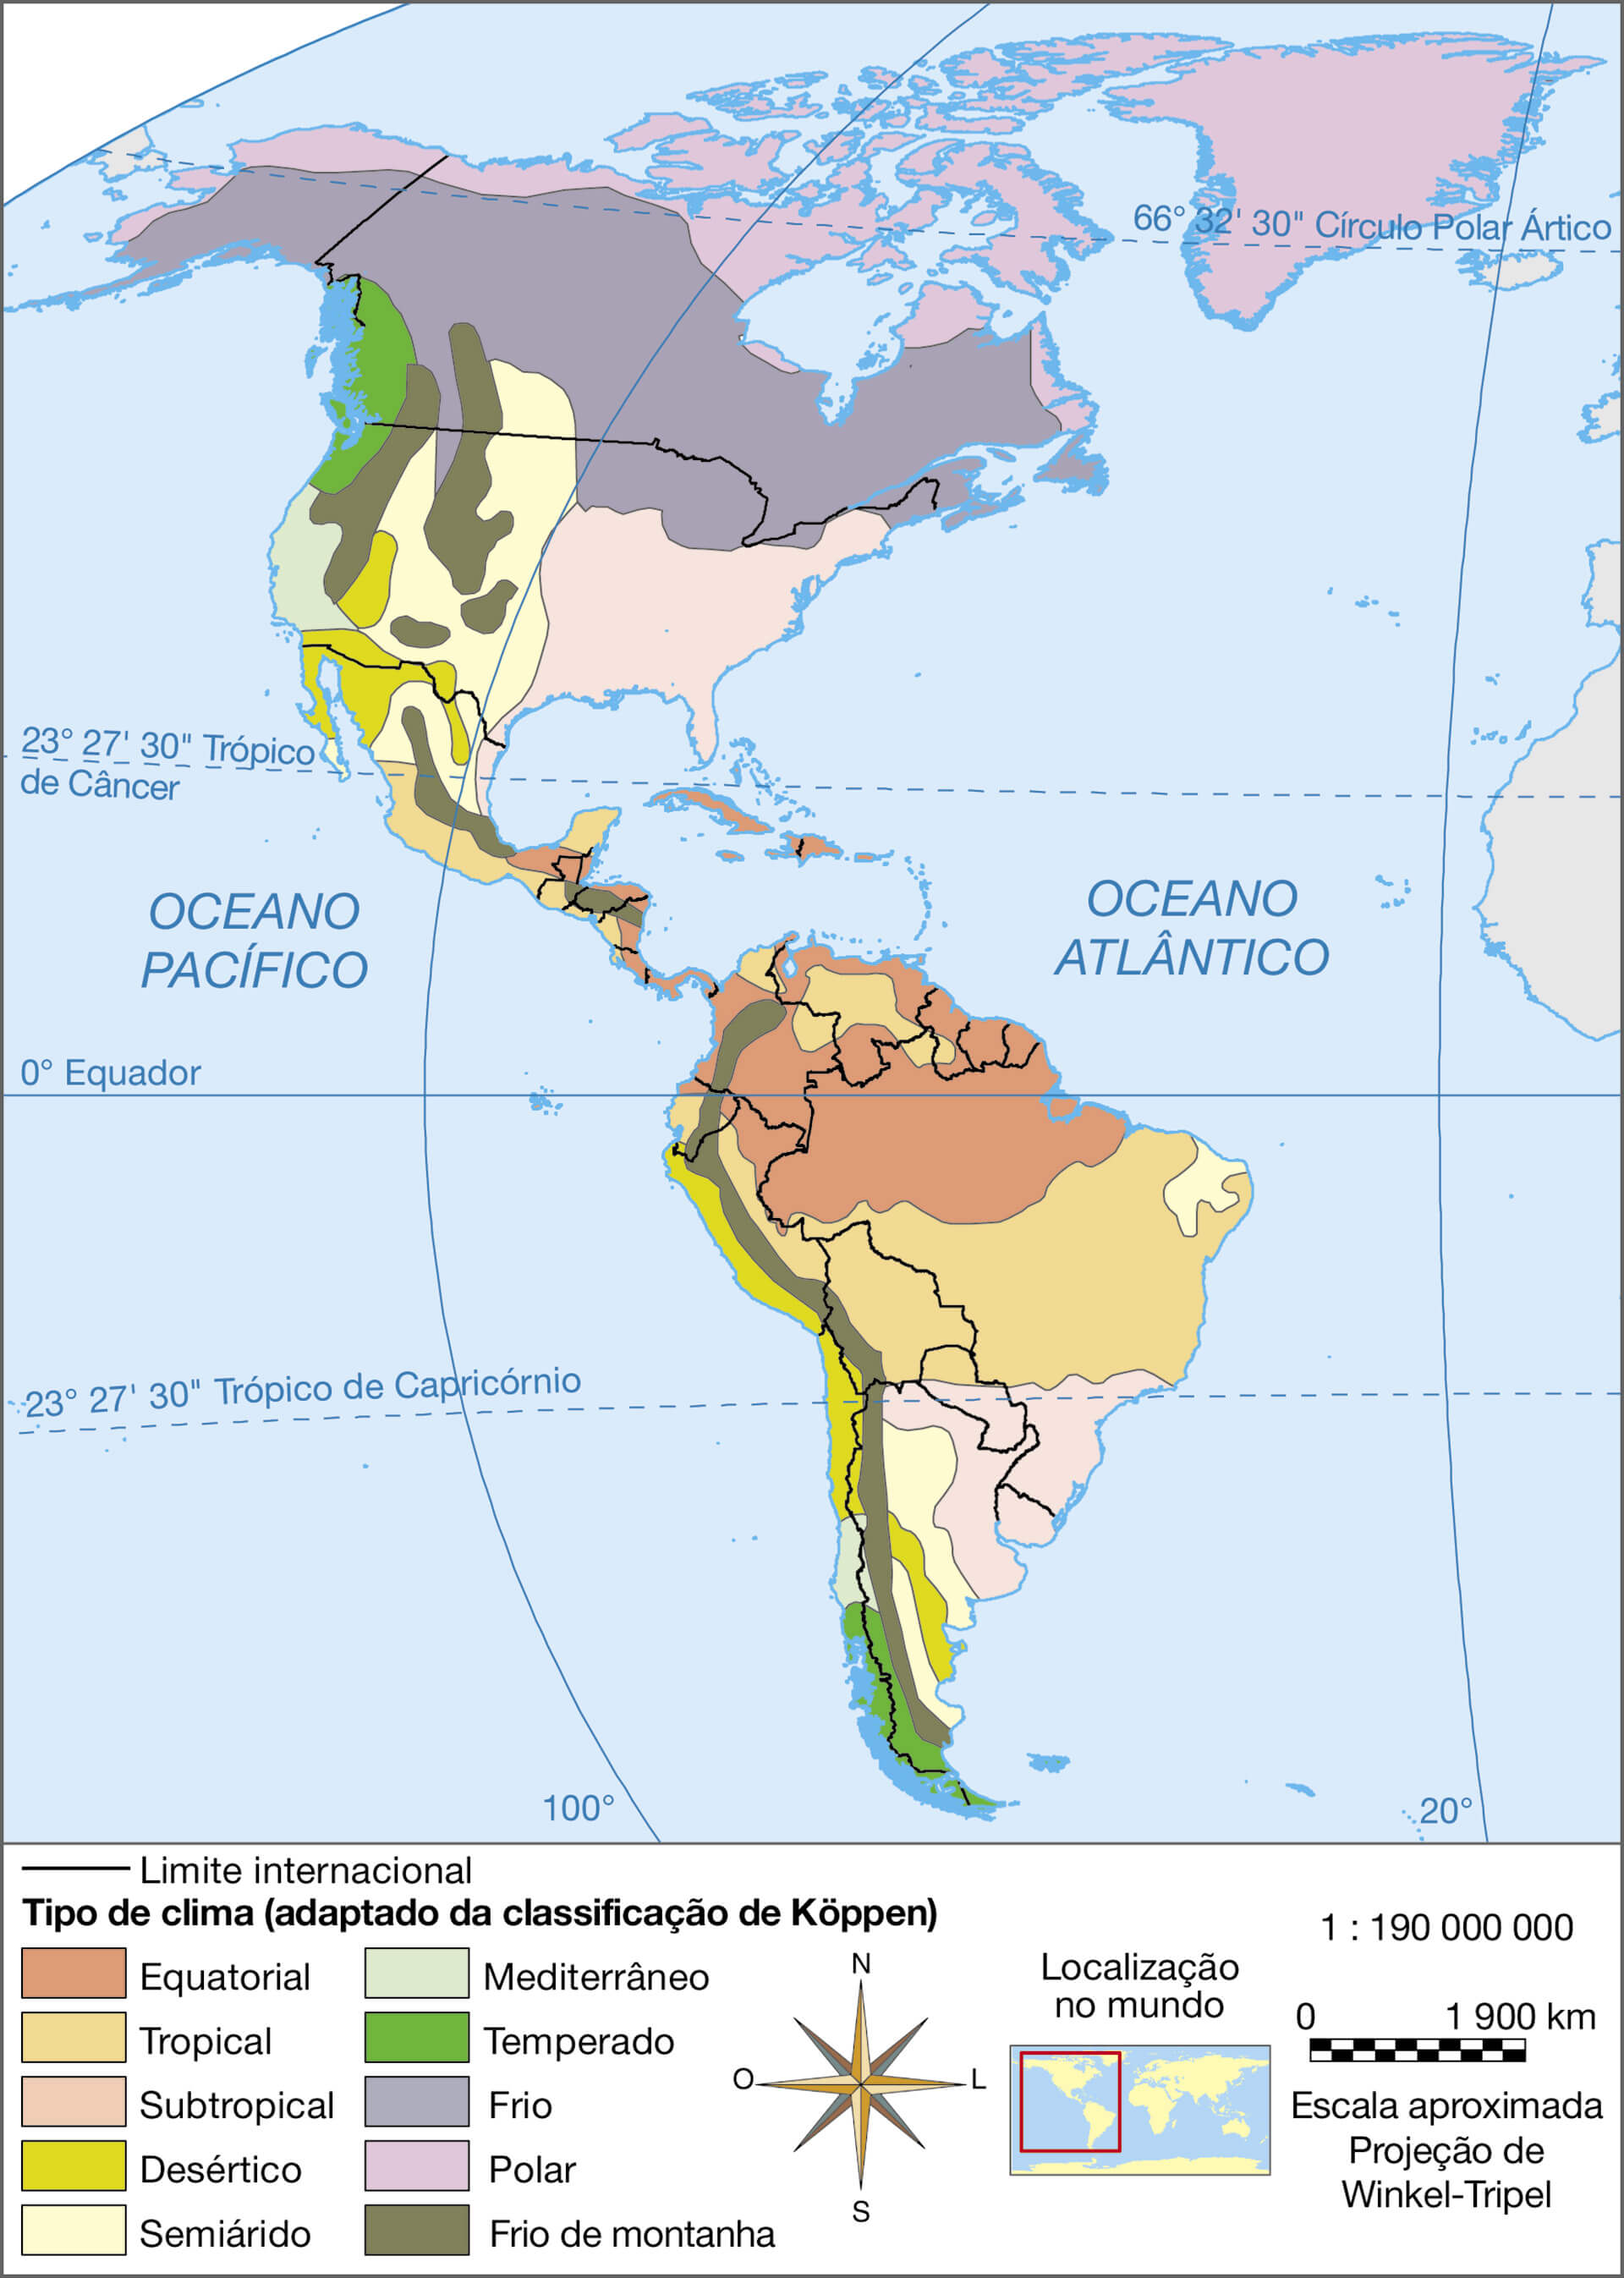 66° 32' 30" Círculo Polar Ártico
23° 27' 30" Trópico
de Câncer
OCEANO
PACÍFICO
OCEANO
ATLÂNTICO
0° Equador
23° 27' 30" Trópico de Capricórnio
100°
20°
Limite internacional
Tipo de clima (adaptado da classificação de Köppen)
Equatorial
Tropical
Subtropical
Desértico
Semiárido
Mediterrâneo
Temperado
Frio
Polar
Frio de montanha
N
O
L
S
Localização
no mundo
1 : 190 000 000
0 1 900 km
Escala aproximada
Projeção de
Winkel-Tripel